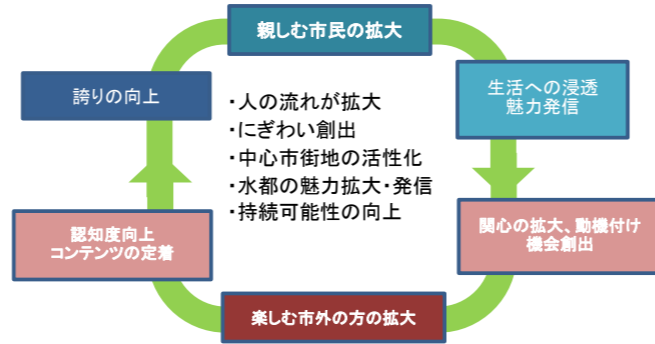 親しむ市民の拡大
誇りの向上
生活への浸透
魅力発信
・人の流れが拡大
・にぎわい創出
・中心市街地の活性化
・水都の魅力拡大・発信
・持続可能性の向上
認知度向上
コンテンツの定着
関心の拡大、動機付け
機会創出
楽しむ市外の方の拡大